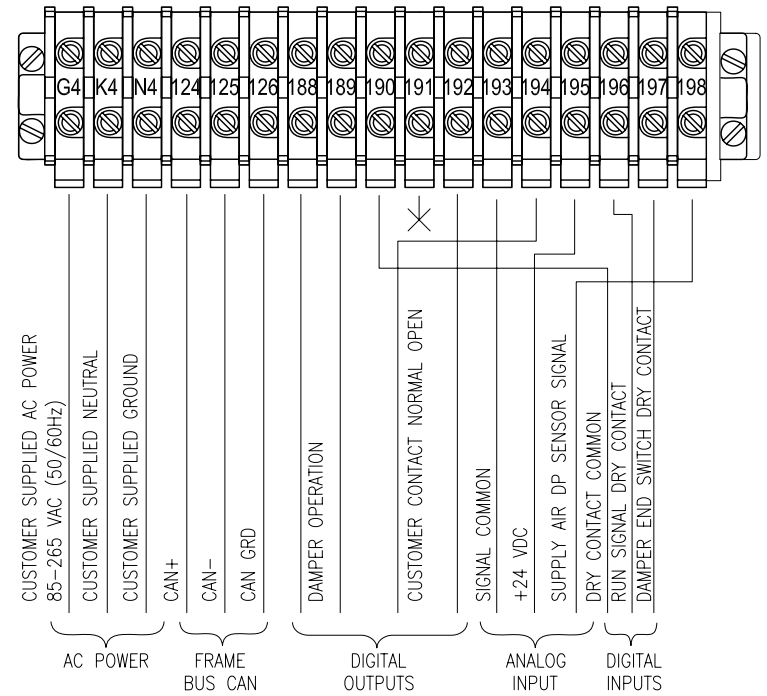 G4 K4 N4 124 125 126 188 189 190 191 192 193 194 195 196 197 198
CUSTOMER SUPPLIED AC POWER
85-265 VAC (50/60Hz)
CUSTOMER SUPPLIED NEUTRAL
CUSTOMER SUPPLIED GROUND
CAN+
CAN-
CAN GRD
DAMPER OPERATION
CUSTOMER CONTACT NORMAL OPEN
SIGNAL COMMON
+24 VDC
SUPPLY AIR DP SENSOR SIGNAL
DRY CONTACT COMMON
RUN SIGNAL DRY CONTACT
DAMPER END SWITCH DRY CONTACT
AC POWER
FRAME
BUS CAN
DIGITAL
OUTPUTS
ANALOG
INPUT
DIGITAL
INPUTS